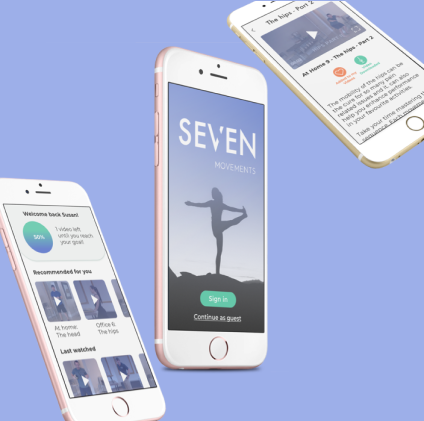 The hips - Part 2
At Home 9 - The hips - Part 2
The mobility of the hips can be
the cure for so many pain
related issues and it can also
help you enhance performance
in your favourite activities.
Take your time mastering
SEVEN
MOVEMENTS
Sign in
Continue as guest
Welcome back Susan!
80%
1 video left
until you reach
your goal!
Recommended for you
At home:
The head
Office 6:
The hips
Last watched